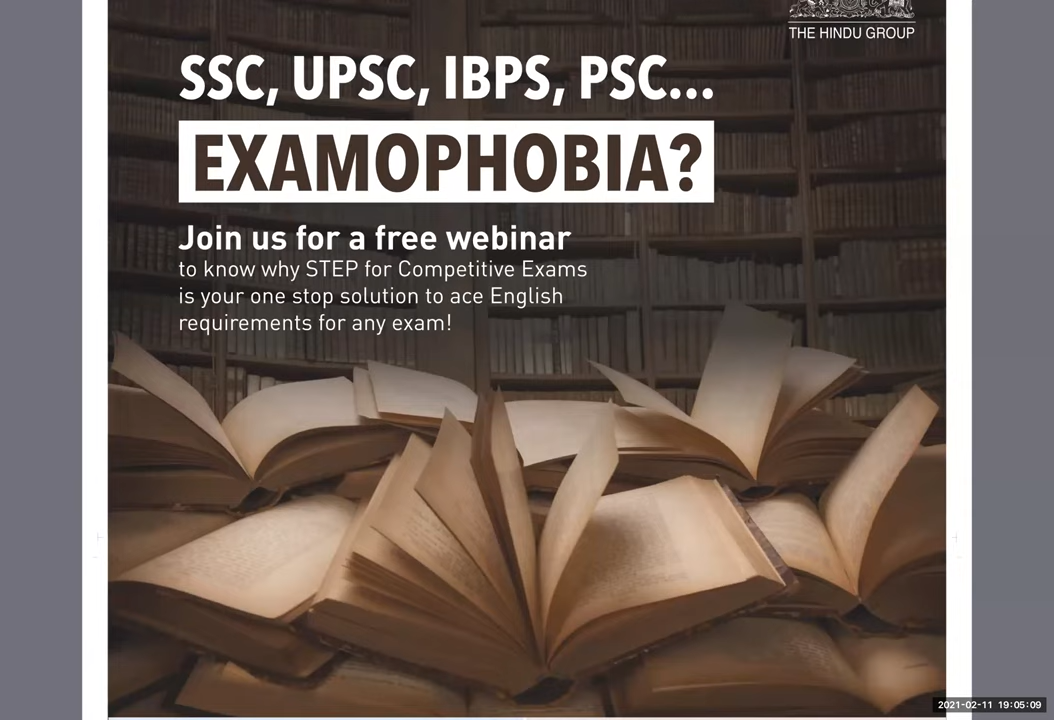 THE HINDU GROUP
SSC, UPSC, IBPS, PSC...
EXAMOPHOBIA?
Join us for a free webinar
to know why STEP for Competitive Exams
is your one stop solution to ace English
requirements for any exam!
2021-02-11 19:05:09